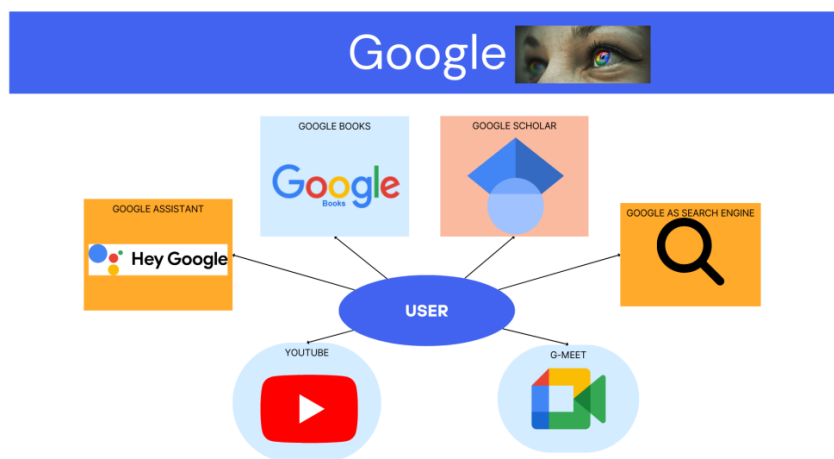 Google
GOOGLE BOOKS
Google
Books
GOOGLE SCHOLAR
GOOGLE ASSISTANT
Hey Google
GOOGLE AS SEARCH ENGINE
USER
YOUTUBE
G-MEET